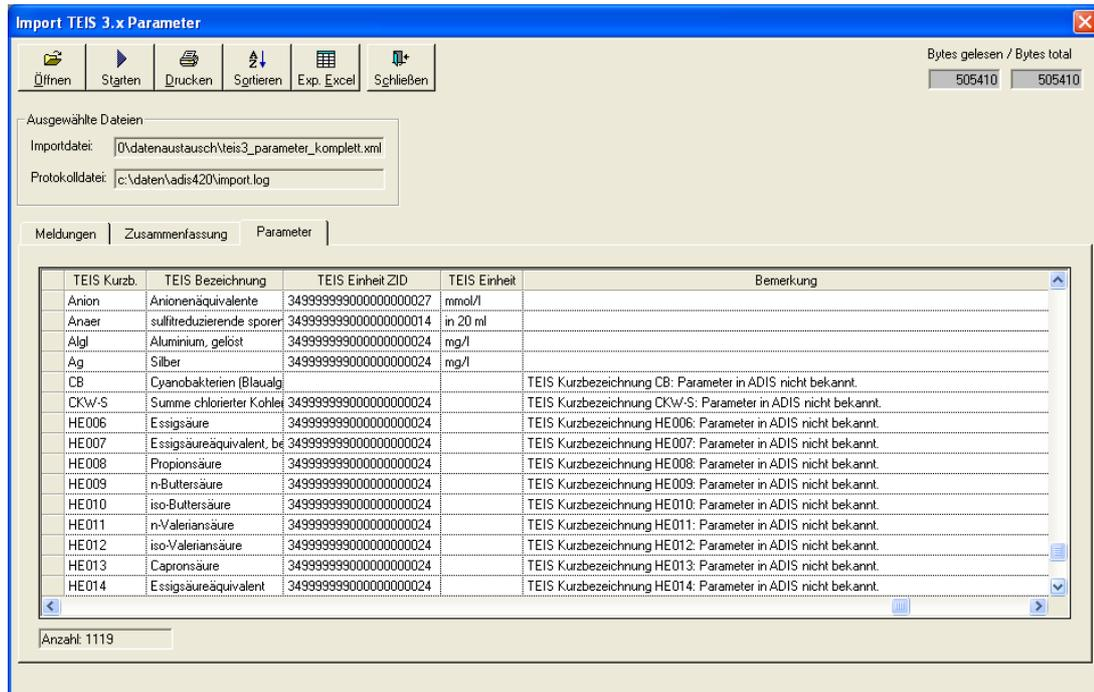 Import TEIS 3.x Parameter
Öffnen Starten Drucken Sortieren Exp. Excel Schließen
Bytes gelesen / Bytes total
505410 505410
Ausgewählte Dateien
Importdatei: 0\datenaustausch\teis3_parameter_komplett.xml
Protokolldatei: c:\daten\adis420\import.log
Meldungen Zusammenfassung Parameter
TEIS Kurzb. TEIS Bezeichnung TEIS Einheit ZID TEIS Einheit Bemerkung
Anion Anionenäquivalente 349999999000000000027 mmol/l
Anaer sulfitreduzierende sporer 349999999000000000014 in 20 ml
Algl Aluminium, gelöst 349999999000000000024 mg/l
Ag Silber 349999999000000000024 mg/l
CB Cyanobakterien (Blaualg TEIS Kurzbezeichnung CB: Parameter in ADIS nicht bekannt.
CKW-S Summe chlorierter Kohler 349999999000000000024 TEIS Kurzbezeichnung CKW-S: Parameter in ADIS nicht bekannt.
HE006 Essigsäure 349999999000000000024 TEIS Kurzbezeichnung HE006: Parameter in ADIS nicht bekannt.
HE007 Essigsäureäquivalent, be 349999999000000000024 TEIS Kurzbezeichnung HE007: Parameter in ADIS nicht bekannt.
HE008 Propionsäure 349999999000000000024 TEIS Kurzbezeichnung HE008: Parameter in ADIS nicht bekannt.
HE009 n-Buttersäure 349999999000000000024 TEIS Kurzbezeichnung HE009: Parameter in ADIS nicht bekannt.
HE010 iso-Buttersäure 349999999000000000024 TEIS Kurzbezeichnung HE010: Parameter in ADIS nicht bekannt.
HE011 n-Valeriansäure 349999999000000000024 TEIS Kurzbezeichnung HE011: Parameter in ADIS nicht bekannt.
HE012 iso-Valeriansäure 349999999000000000024 TEIS Kurzbezeichnung HE012: Parameter in ADIS nicht bekannt.
HE013 Capronsäure 349999999000000000024 TEIS Kurzbezeichnung HE013: Parameter in ADIS nicht bekannt.
HE014 Essigsäureäquivalent 349999999000000000024 TEIS Kurzbezeichnung HE014: Parameter in ADIS nicht bekannt.
Anzahl: 1119